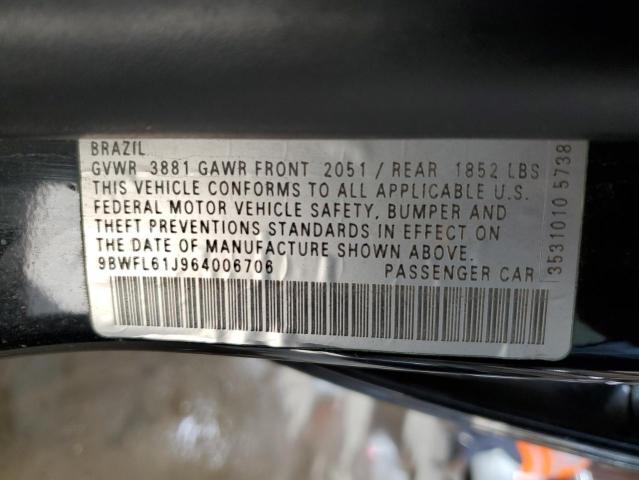 BRAZIL
GVWR 3881 GAWR FRONT 2051 / REAR 1852 LBS
THIS VEHICLE CONFORMS TO ALL APPLICABLE U.S.
FEDERAL MOTOR VEHICLE SAFETY, BUMPER AND
THEFT PREVENTIONS STANDARDS IN EFFECT ON
THE DATE OF MANUFACTURE SHOWN ABOVE.
9BWFL61J964006706 PASSENGER CAR
3531010 5738